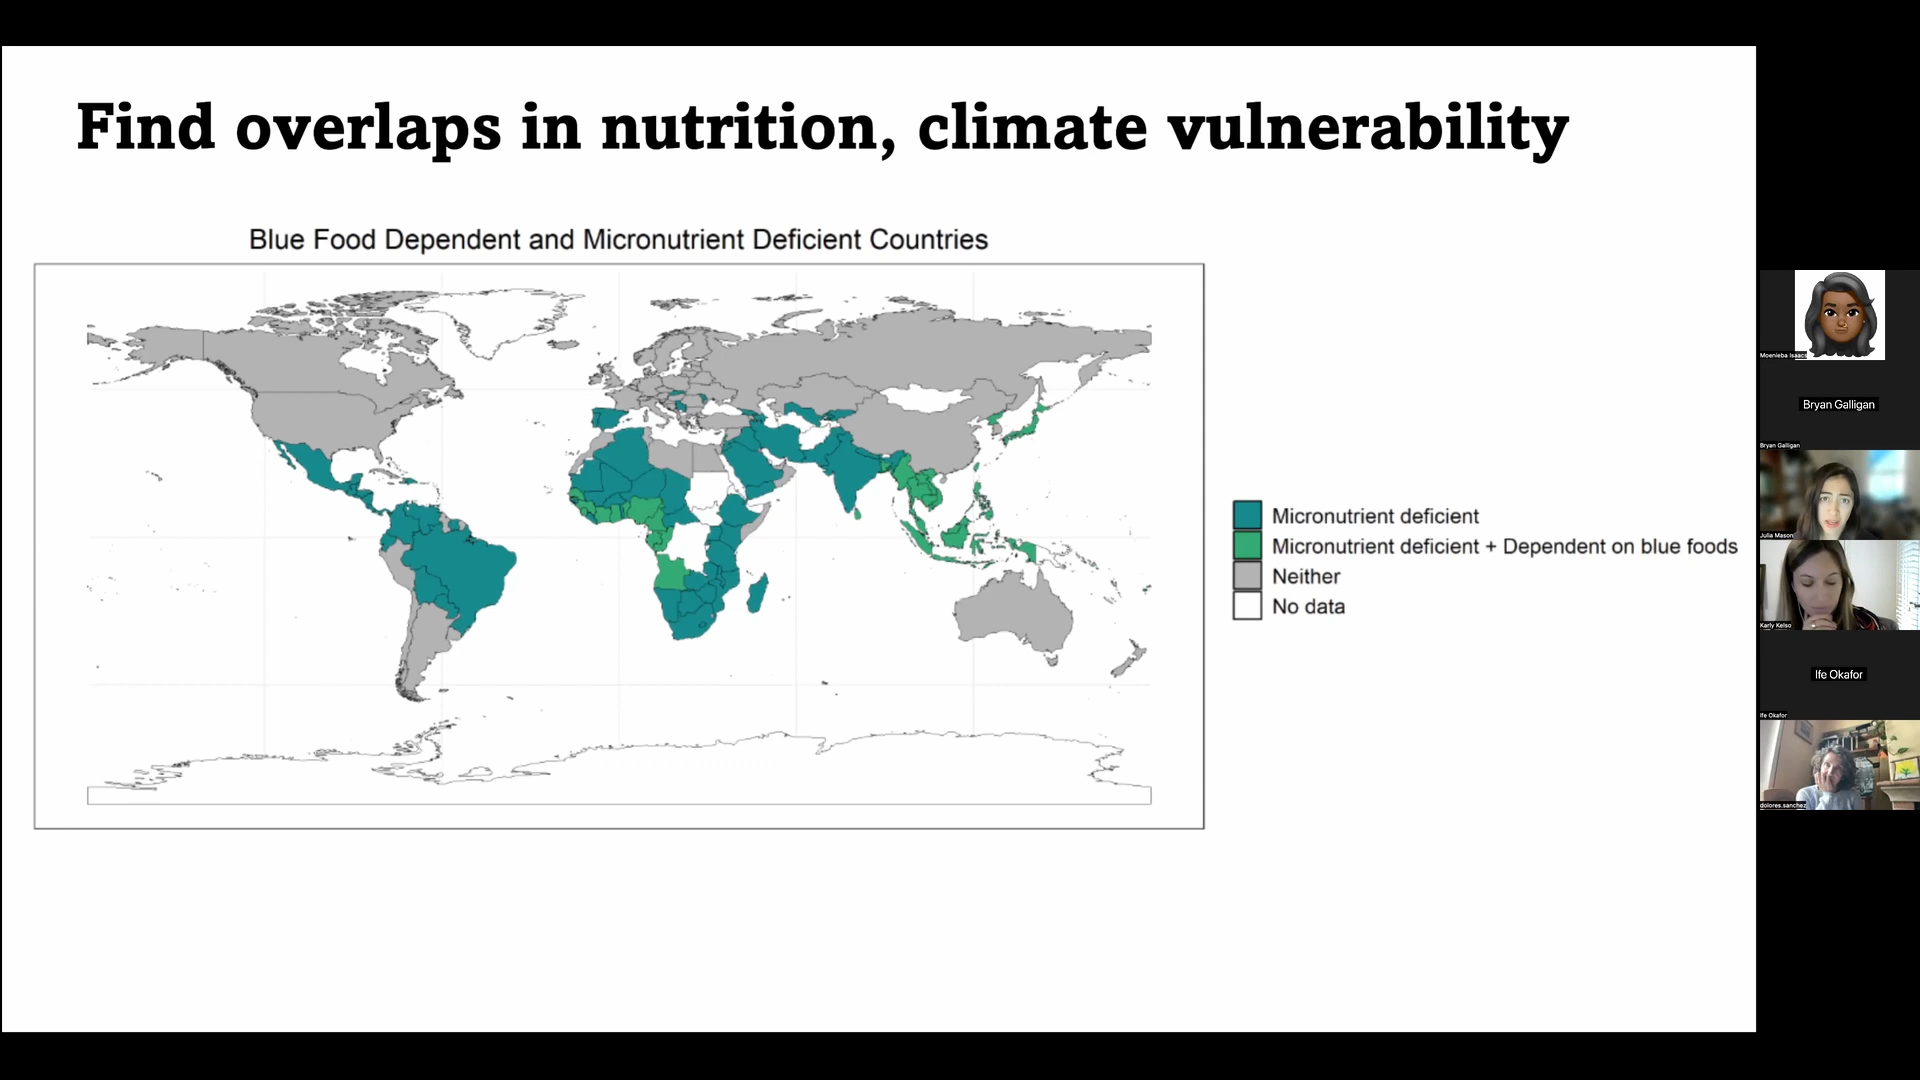 Find overlaps in nutrition, climate vulnerability
Blue Food Dependent and Micronutrient Deficient Countries
Micronutrient deficient
Micronutrient deficient + Dependent on blue foods
Neither
No data
Moenieba Isaacs
Bryan Galligan
Bryan Galligan
Julia Mason
Karly Kelso
Ife Okafor
Ife Okafor
dolores.sanchez